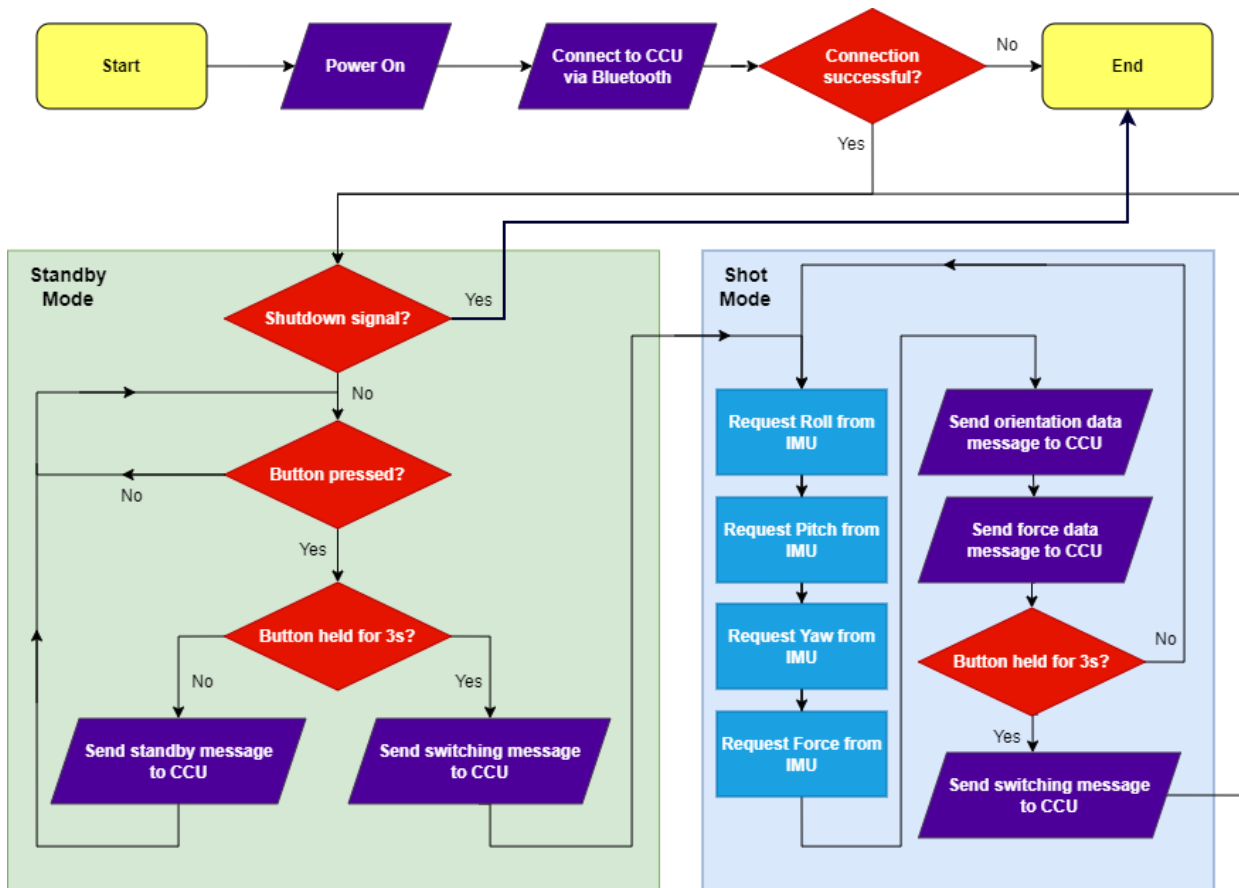 Start
Power On
Connect to CCU
via Bluetooth
Connection
successful?
No
End
Yes
Standby
Mode
Shutdown signal?
Yes
No
Button pressed?
No
Yes
Button held for 3s?
No
Yes
Send standby message
to CCU
Send switching message
to CCU
Shot
Mode
Request Roll from
IMU
Request Pitch from
IMU
Request Yaw from
IMU
Request Force from
IMU
Send orientation data
message to CCU
Send force data
message to CCU
Button held for 3s?
No
Yes
Send switching message
to CCU